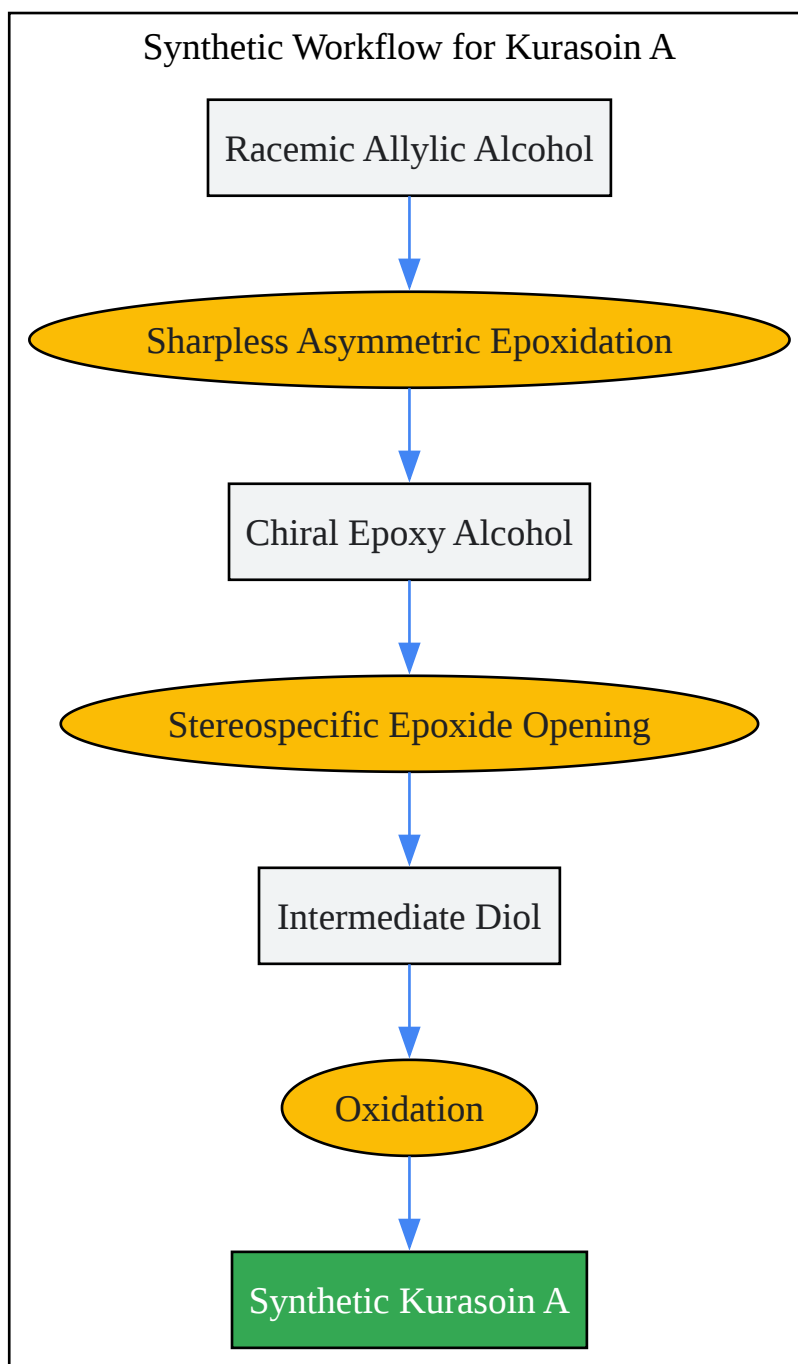 Synthetic Workflow for Kurasoin A
Racemic Allylic Alcohol
Sharpless Asymmetric Epoxidation
Chiral Epoxy Alcohol
Stereospecific Epoxide Opening
Intermediate Diol
Oxidation
Synthetic Kurasoin A